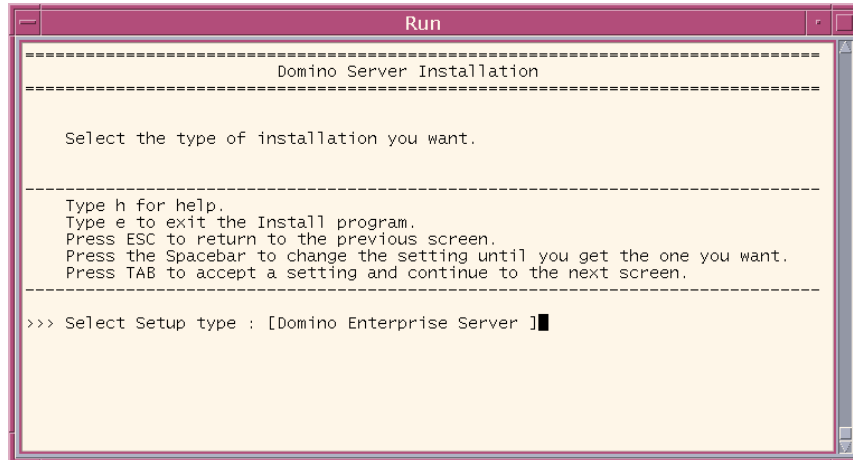 Run
===============================================================================
Domino Server Installation
===============================================================================
Select the type of installation you want.
-------------------------------------------------------------------------------
Type h for help.
Type e to exit the Install program.
Press ESC to return to the previous screen.
Press the Spacebar to change the setting until you get the one you want.
Press TAB to accept a setting and continue to the next screen.
-------------------------------------------------------------------------------
>>> Select Setup type : [Domino Enterprise Server ]